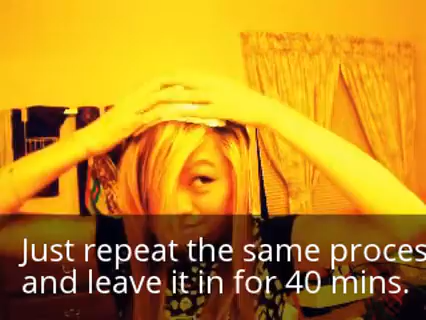 Just repeat the same proces
and leave it in for 40 mins.